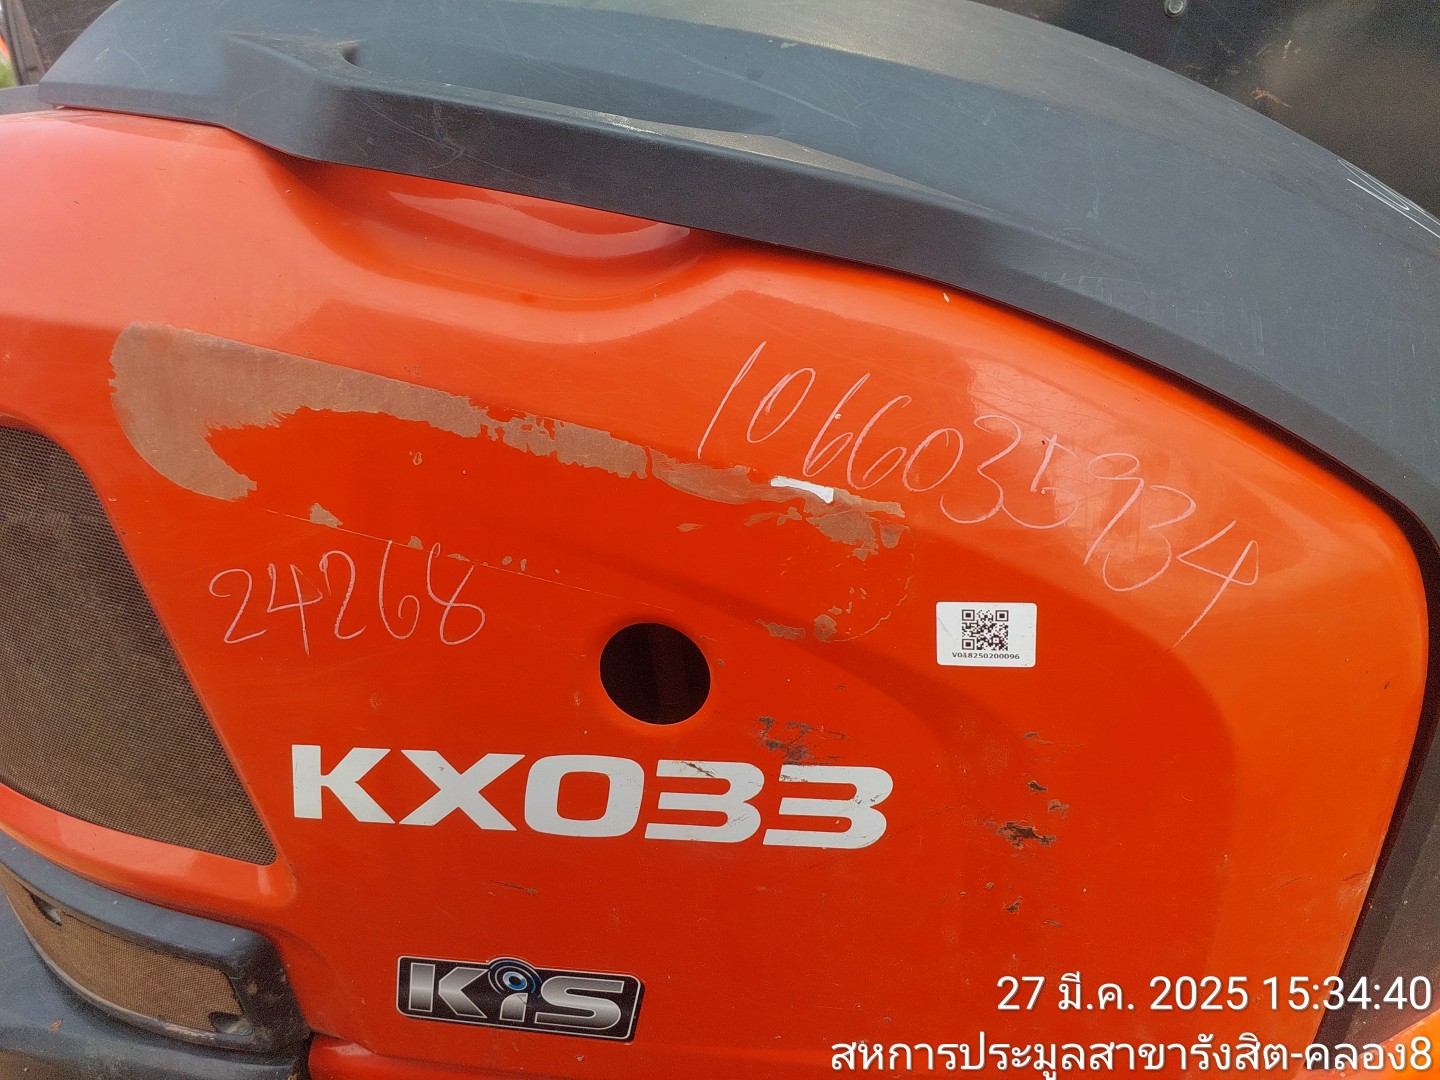 1066035934
24268
V018250200096
KX033
KiS
27 มี.ค. 2025 15:34:40
สหการประมูลสาขารังสิต-คลอง8